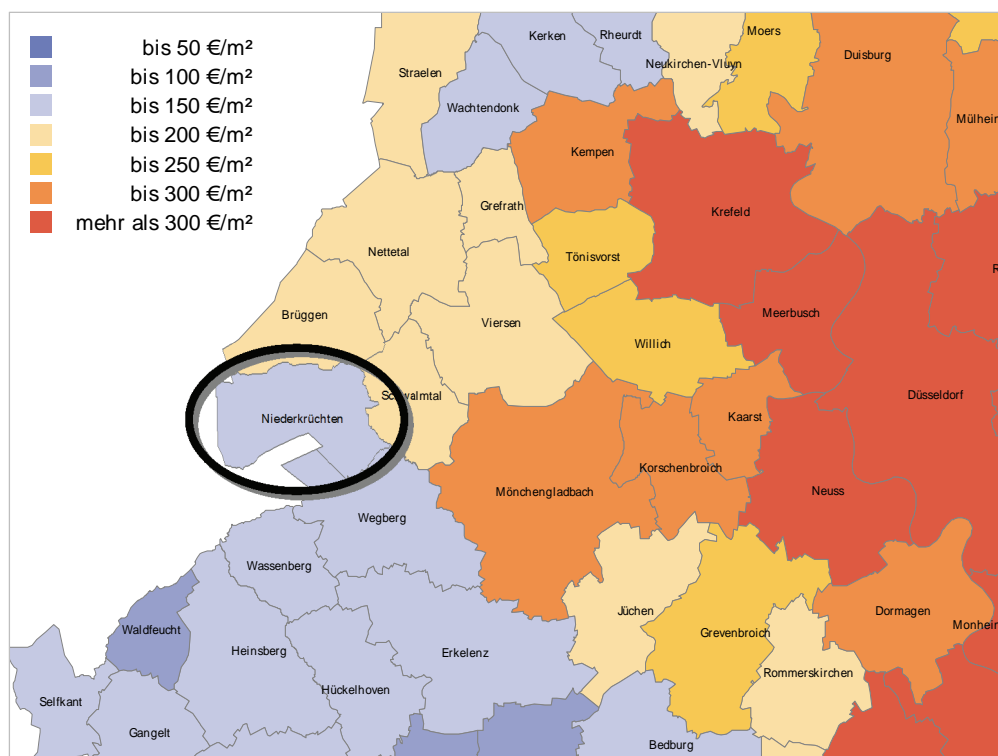 bis 50 €/m²
bis 100 €/m²
bis 150 €/m²
bis 200 €/m²
bis 250 €/m²
bis 300 €/m²
mehr als 300 €/m²
Kerken
Rheurdt
Moers
Neukirchen-Vluyn
Duisburg
Straelen
Wachtendonk
Mülheim
Kempen
Grefrath
Krefeld
Nettetal
Tönisvorst
R
Brüggen
Viersen
Meerbusch
Willich
Schwalmtal
Düsseldorf
Niederkrüchten
Kaarst
Korschenbroich
Mönchengladbach
Neuss
Wegberg
Wassenberg
Jüchen
Dormagen
Waldfeucht
Grevenbroich
Monheim
Heinsberg
Erkelenz
Rommerskirchen
Hückelhoven
Selfkant
Gangelt
Bedburg